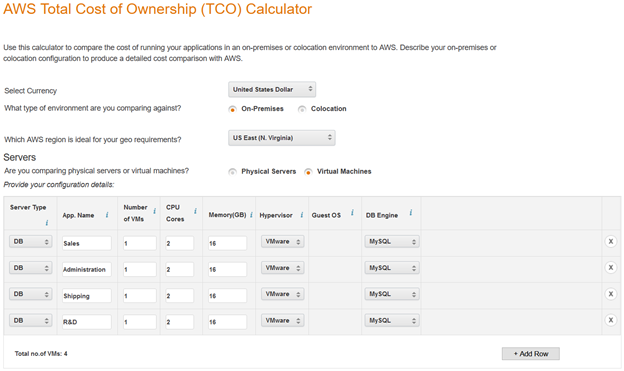 AWS Total Cost of Ownership (TCO) Calculator
Use this calculator to compare the cost of running your applications in an on-premises or colocation environment to AWS. Describe your on-premises or
colocation configuration to produce a detailed cost comparison with AWS.
Select Currency United States Dollar
What type of environment are you comparing against? On-Premises Colocation
Which AWS region is ideal for your geo requirements? US East (N. Virginia)
Servers
Are you comparing physical servers or virtual machines? Physical Servers Virtual Machines
Provide your configuration details:
Server Type i App. Name i Number of VMs i CPU Cores i Memory(GB) i Hypervisor i Guest OS i DB Engine i
DB Sales 1 2 16 VMware MySQL X
DB Administration 1 2 16 VMware MySQL X
DB Shipping 1 2 16 VMware MySQL X
DB R&D 1 2 16 VMware MySQL X
Total no.of VMs: 4 + Add Row